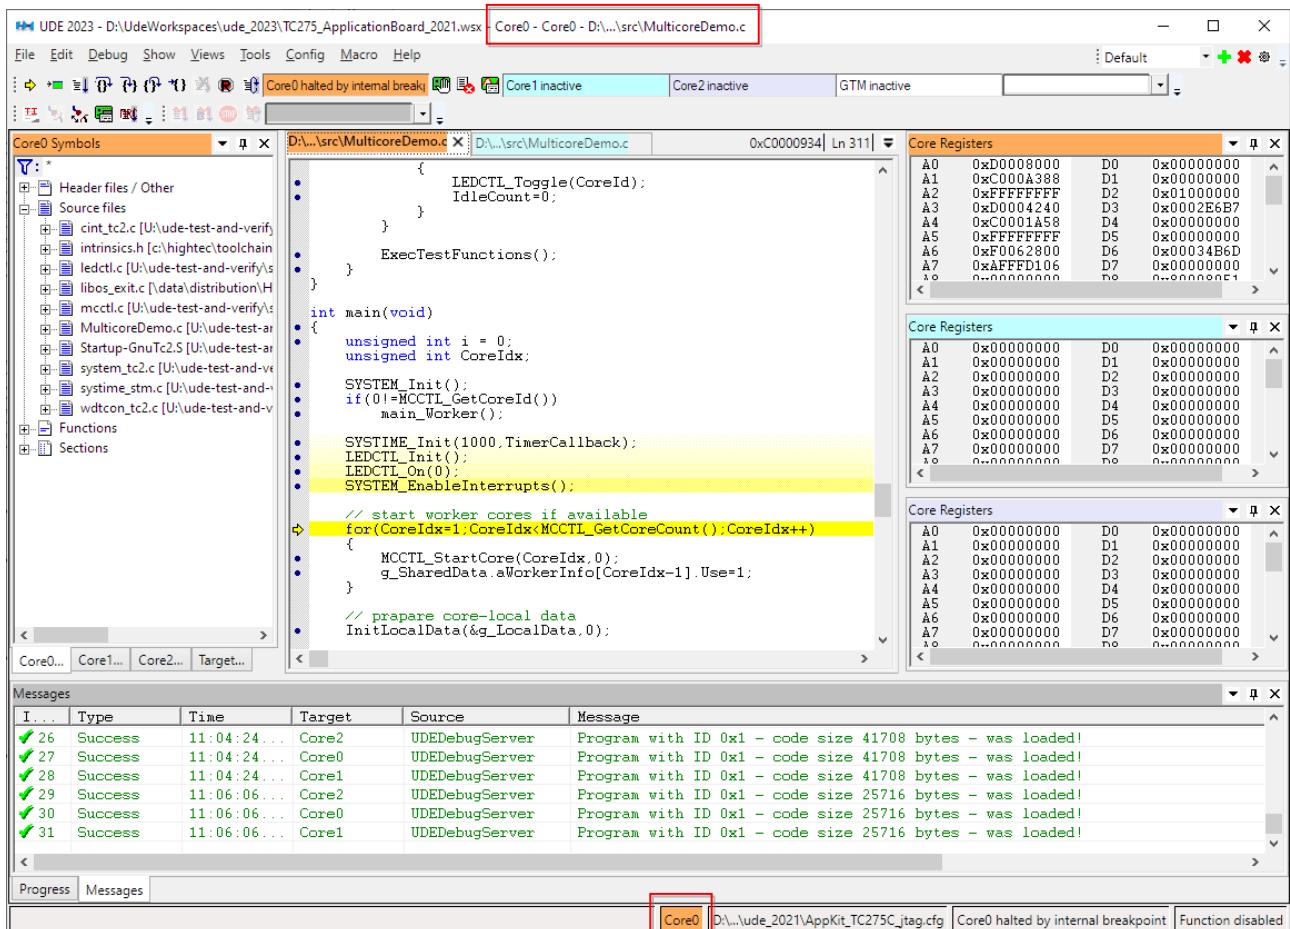 UDE 2023 - D:\UdeWorkspaces\ude_2023\TC275_ApplicationBoard_2021.wsx - Core0 - Core0 - D:\...\src\MulticoreDemo.c
File Edit Debug Show Views Tools Config Macro Help
Default
Core0 halted by internal break
Core1 inactive
Core2 inactive
GTM inactive
Core0 Symbols
*
Header files / Other
Source files
cint_tc2.c [U:\ude-test-and-verify
intrinsics.h [c:\hightec\toolchain
ledctl.c [U:\ude-test-and-verify\s
libos_exit.c [\data\distribution\H
mcctl.c [U:\ude-test-and-verify\s
MulticoreDemo.c [U:\ude-test-ar
Startup-GnuTc2.S [U:\ude-test-ar
system_tc2.c [U:\ude-test-and-ve
systime_stm.c [U:\ude-test-and-
wdtcon_tc2.c [U:\ude-test-and-v
Functions
Sections
Core0... Core1... Core2... Target...
D:\...\src\MulticoreDemo.c
D:\...\src\MulticoreDemo.c
0xC0000934 Ln 311
{
LEDCTL_Toggle(CoreId);
IdleCount=0;
}
}
ExecTestFunctions();
}
}
int main(void)
{
unsigned int i = 0;
unsigned int CoreIdx;
SYSTEM_Init();
if(0!=MCCTL_GetCoreId())
main_Worker();
SYSTIME_Init(1000,TimerCallback);
LEDCTL_Init();
LEDCTL_On(0);
SYSTEM_EnableInterrupts();
// start worker cores if available
for(CoreIdx=1;CoreIdx<MCCTL_GetCoreCount();CoreIdx++)
{
MCCTL_StartCore(CoreIdx,0);
g_SharedData.aWorkerInfo[CoreIdx-1].Use=1;
}
// prapare core-local data
InitLocalData(&g_LocalData,0);
Core Registers
A0 0xD0008000 D0 0x00000000
A1 0xC000A388 D1 0x00000000
A2 0xFFFFFFFF D2 0x01000000
A3 0xD0004240 D3 0x0002E6B7
A4 0xC0001A58 D4 0x00000000
A5 0xFFFFFFFF D5 0x00000000
A6 0xF0062800 D6 0x00034B6D
A7 0xAFFFD106 D7 0x00000000
Core Registers
A0 0x00000000 D0 0x00000000
A1 0x00000000 D1 0x00000000
A2 0x00000000 D2 0x00000000
A3 0x00000000 D3 0x00000000
A4 0x00000000 D4 0x00000000
A5 0x00000000 D5 0x00000000
A6 0x00000000 D6 0x00000000
A7 0x00000000 D7 0x00000000
Core Registers
A0 0x00000000 D0 0x00000000
A1 0x00000000 D1 0x00000000
A2 0x00000000 D2 0x00000000
A3 0x00000000 D3 0x00000000
A4 0x00000000 D4 0x00000000
A5 0x00000000 D5 0x00000000
A6 0x00000000 D6 0x00000000
A7 0x00000000 D7 0x00000000
Messages
I... Type Time Target Source Message
26 Success 11:04:24... Core2 UDEDebugServer Program with ID 0x1 - code size 41708 bytes - was loaded!
27 Success 11:04:24... Core0 UDEDebugServer Program with ID 0x1 - code size 41708 bytes - was loaded!
28 Success 11:04:24... Core1 UDEDebugServer Program with ID 0x1 - code size 41708 bytes - was loaded!
29 Success 11:06:06... Core2 UDEDebugServer Program with ID 0x1 - code size 25716 bytes - was loaded!
30 Success 11:06:06... Core0 UDEDebugServer Program with ID 0x1 - code size 25716 bytes - was loaded!
31 Success 11:06:06... Core1 UDEDebugServer Program with ID 0x1 - code size 25716 bytes - was loaded!
Progress Messages
Core0 D:\...\ude_2021\AppKit_TC275C_jtag.cfg Core0 halted by internal breakpoint Function disabled